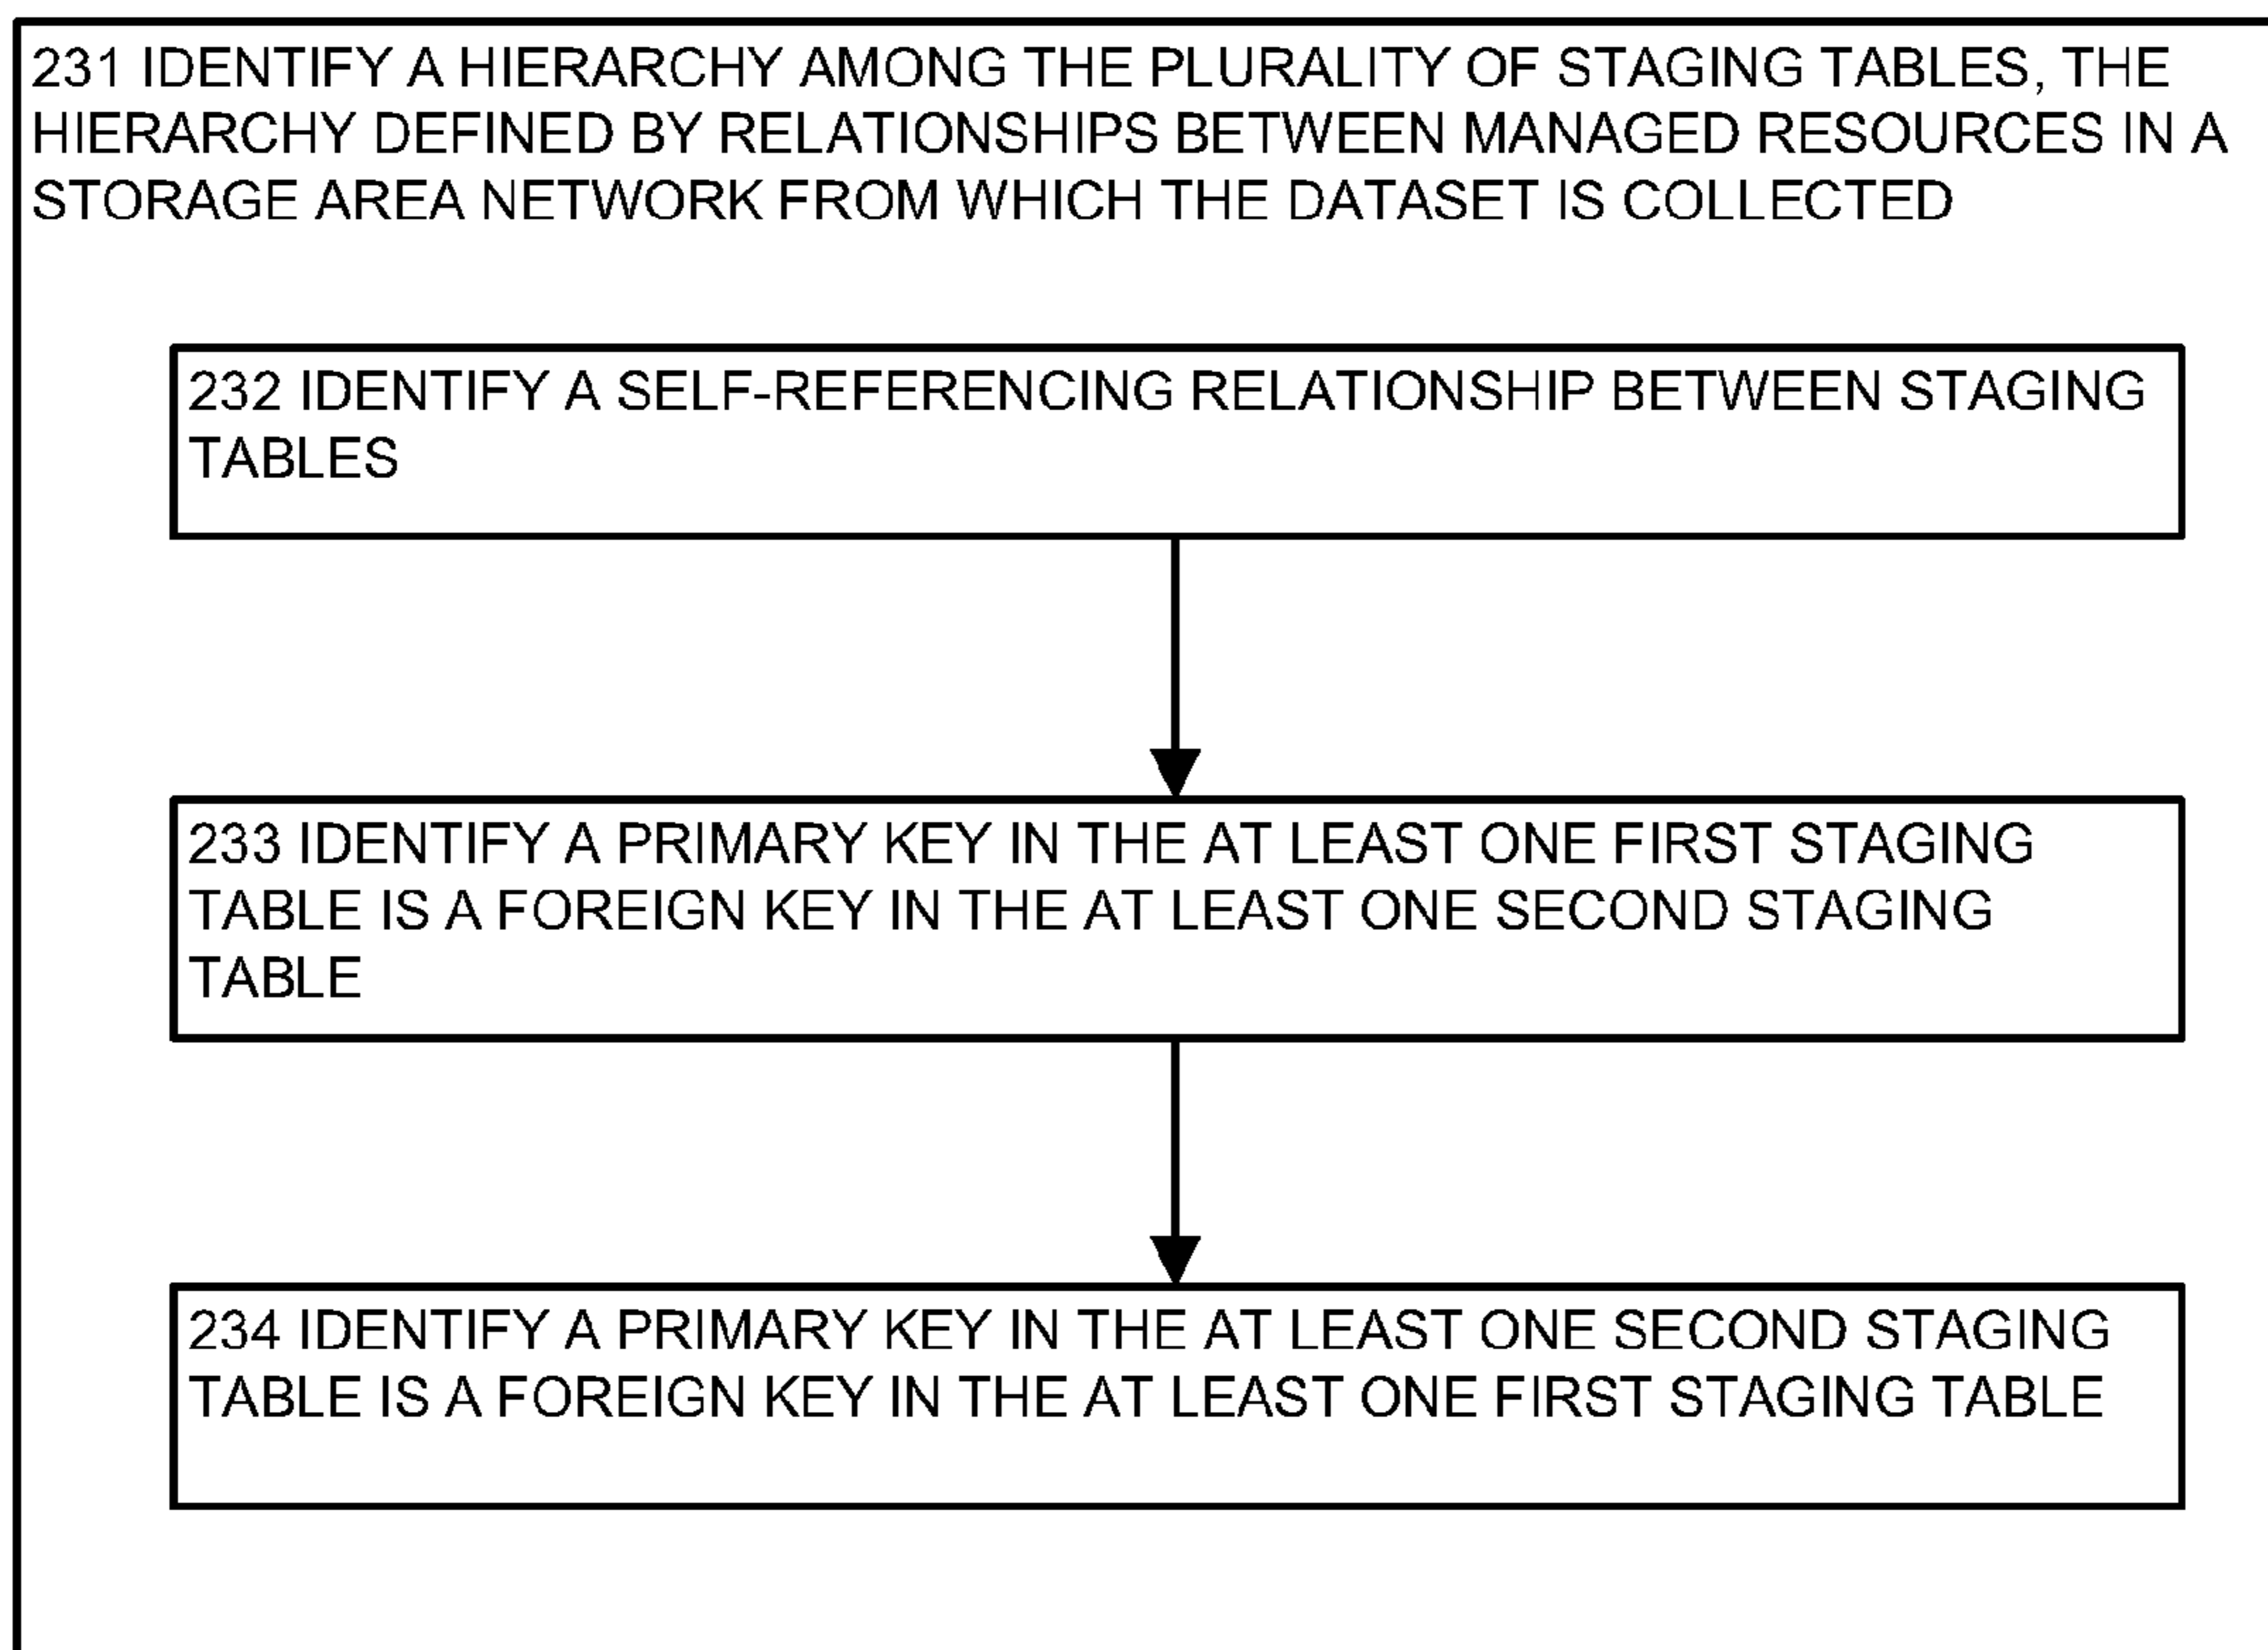 231 IDENTIFY A HIERARCHY AMONG THE PLURALITY OF STAGING TABLES, THE
HIERARCHY DEFINED BY RELATIONSHIPS BETWEEN MANAGED RESOURCES IN A
STORAGE AREA NETWORK FROM WHICH THE DATASET IS COLLECTED
232 IDENTIFY A SELF-REFERENCING RELATIONSHIP BETWEEN STAGING
TABLES
233 IDENTIFY A PRIMARY KEY IN THE AT LEAST ONE FIRST STAGING
TABLE IS A FOREIGN KEY IN THE AT LEAST ONE SECOND STAGING
TABLE
234 IDENTIFY A PRIMARY KEY IN THE AT LEAST ONE SECOND STAGING
TABLE IS A FOREIGN KEY IN THE AT LEAST ONE FIRST STAGING TABLE